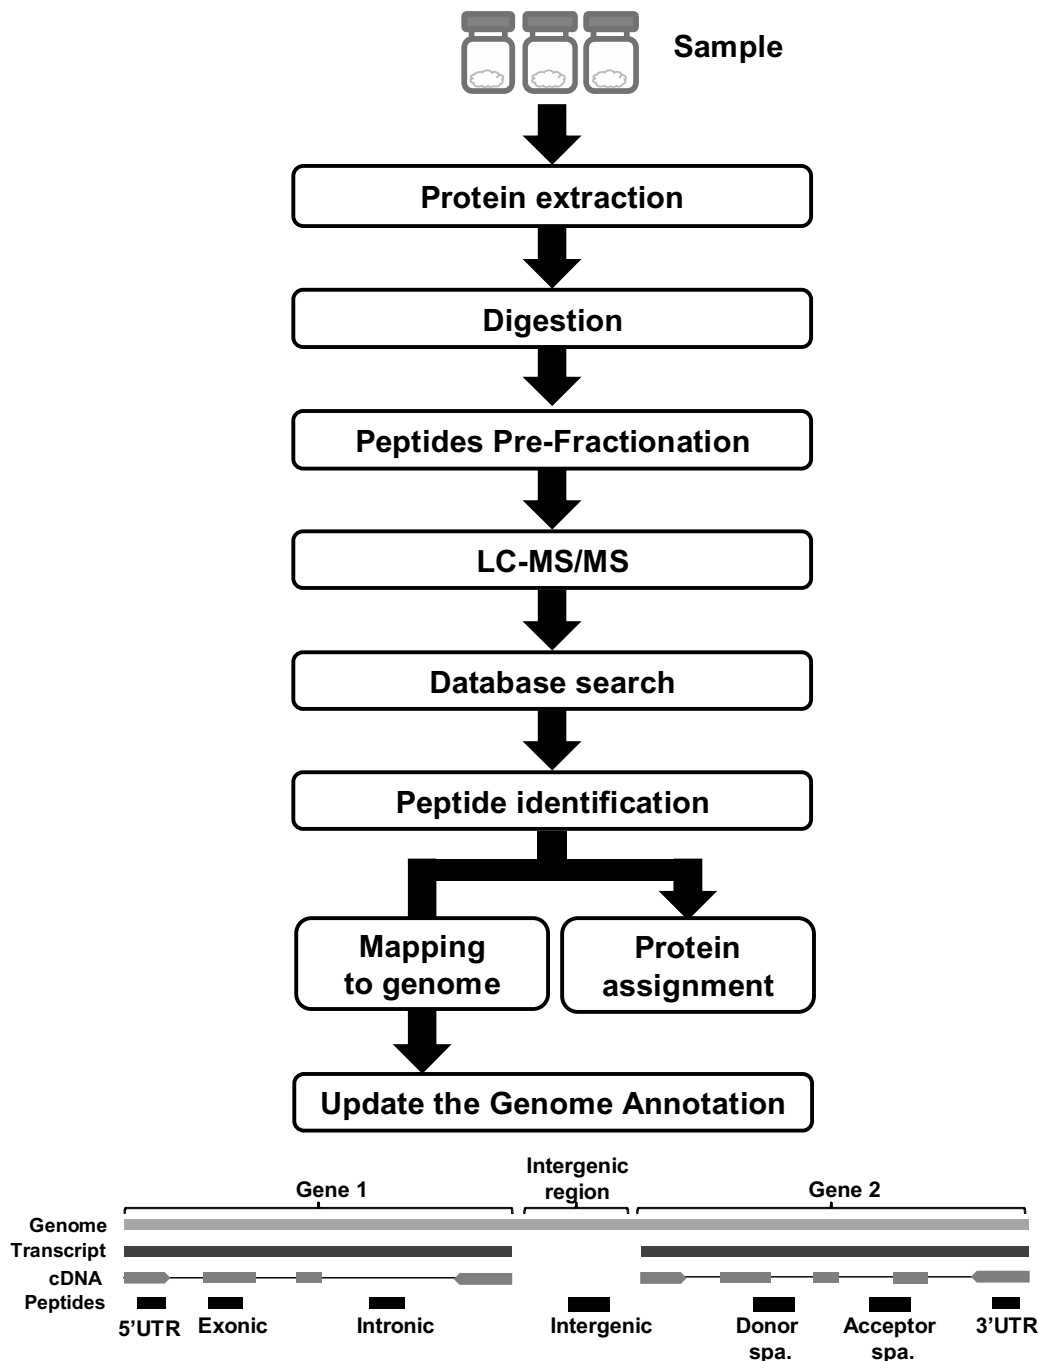 Sample
Protein extraction
Digestion
Peptides Pre-Fractionation
LC-MS/MS
Database search
Peptide identification
Mapping
to genome
Protein
assignment
Update the Genome Annotation
Gene 1
Intergenic
region
Gene 2
Genome
Transcript
cDNA
Peptides
5’UTR
Exonic
Intronic
Intergenic
Donor
spa.
Acceptor
spa.
3’UTR